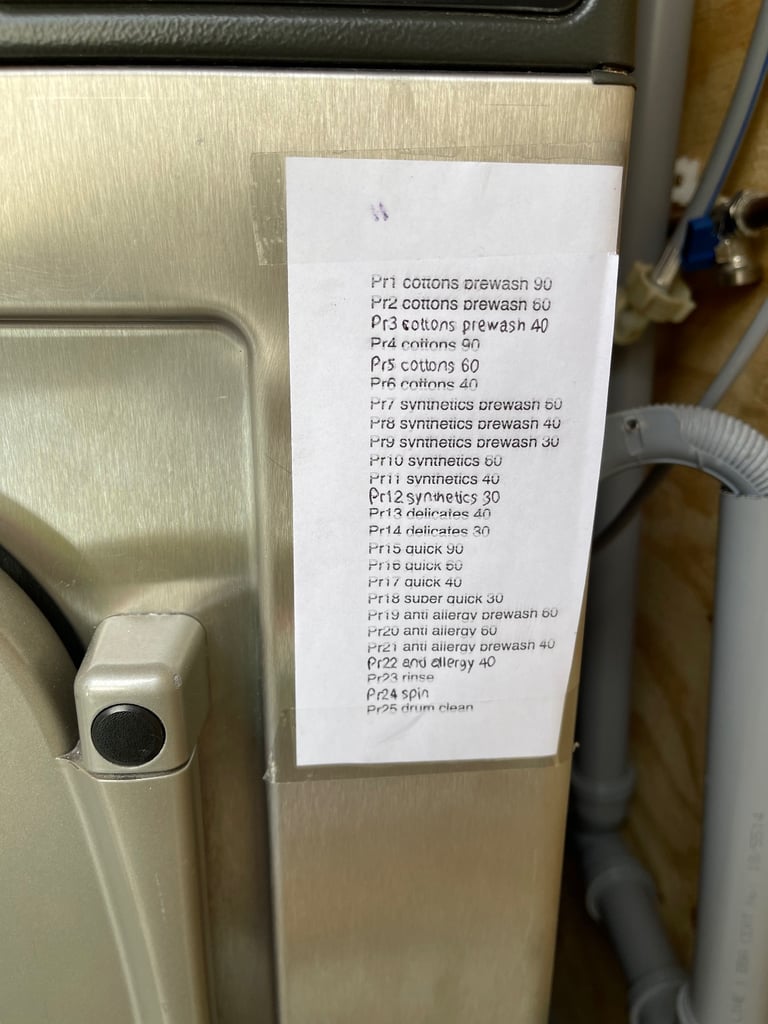 Pr1 cottons prewash 90
Pr2 cottons prewash 60
Pr3 cottons prewash 40
Pr4 cottons 90
Pr5 cottons 60
Pr6 cottons 40
Pr7 synthetics prewash 60
Pr8 synthetics prewash 40
Pr9 synthetics prewash 30
Pr10 synthetics 60
Pr11 synthetics 40
Pr12 synthetics 30
Pr13 delicates 40
Pr14 delicates 30
Pr15 quick 90
Pr16 quick 60
Pr17 quick 40
Pr18 super quick 30
Pr19 anti allergy prewash 60
Pr20 anti allergy 60
Pr21 anti allergy prewash 40
Pr22 anti allergy 40
Pr23 rinse
Pr24 spin
Pr25 drum clean